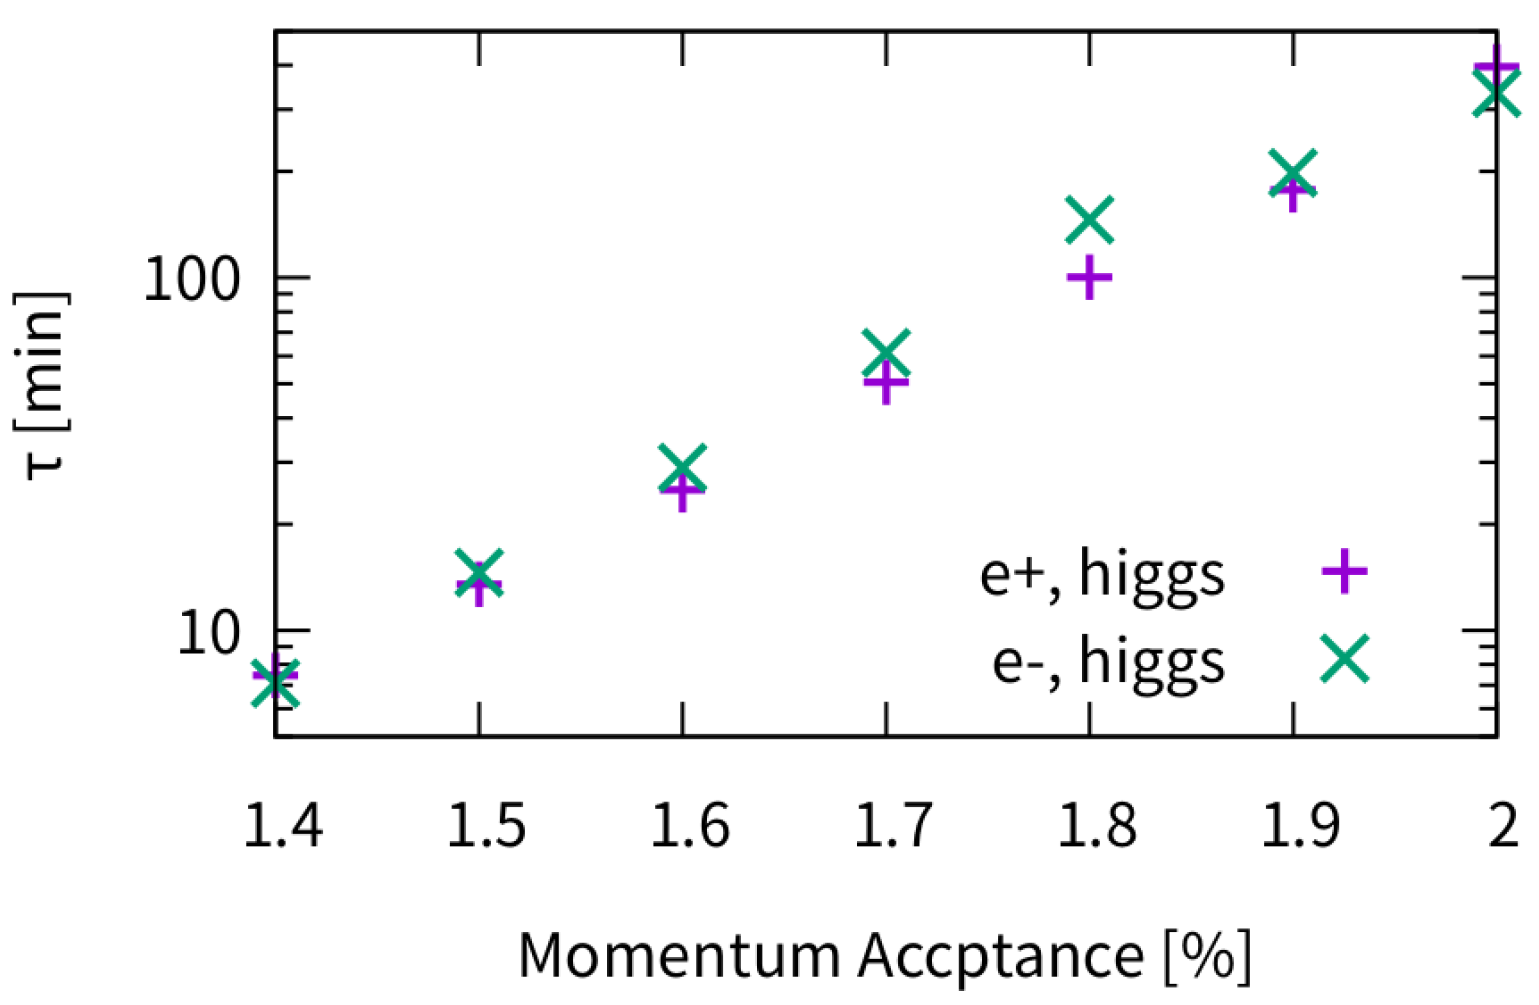 τ [min]
100
10
e+, higgs
e-, higgs
1.4 1.5 1.6 1.7 1.8 1.9 2
Momentum Accptance [%]